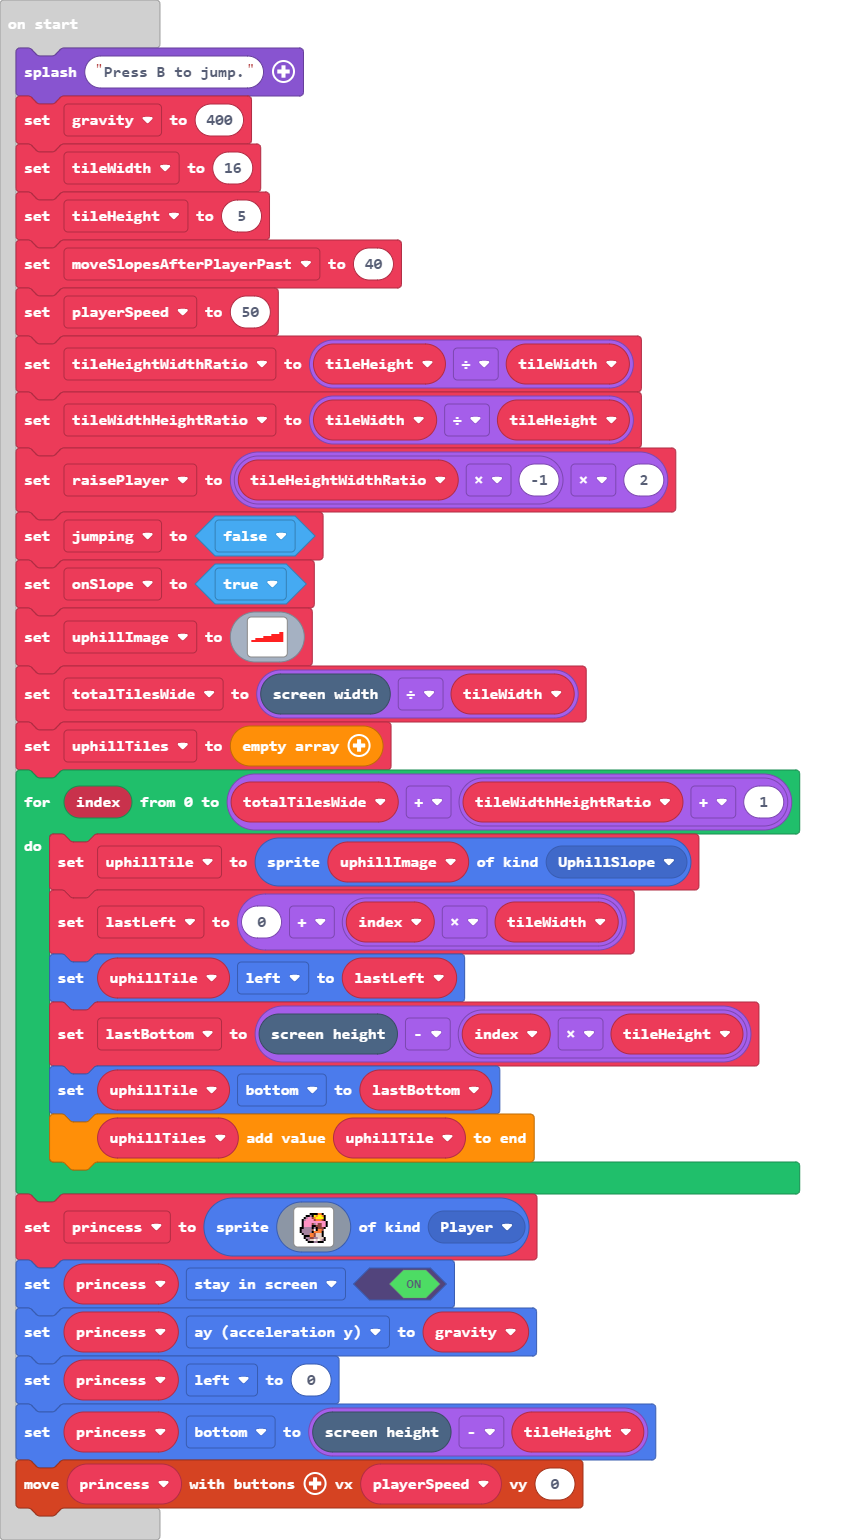 on start
splash "Press B to jump."
set gravity to 400
set tileWidth to 16
set tileHeight to 5
set moveSlopesAfterPlayerPast to 40
set playerSpeed to 50
set tileHeightWidthRatio to tileHeight ÷ tileWidth
set tileWidthHeightRatio to tileWidth ÷ tileHeight
set raisePlayer to tileHeightWidthRatio × -1 × 2
set jumping to false
set onSlope to true
set uphillImage to
set totalTilesWide to screen width ÷ tileWidth
set uphillTiles to empty array
for index from 0 to totalTilesWide + tileWidthHeightRatio + 1
do
set uphillTile to sprite uphillImage of kind UphillSlope
set lastLeft to 0 + index × tileWidth
set uphillTile left to lastLeft
set lastBottom to screen height - index × tileHeight
set uphillTile bottom to lastBottom
uphillTiles add value uphillTile to end
set princess to sprite of kind Player
set princess stay in screen ON
set princess ay (acceleration y) to gravity
set princess left to 0
set princess bottom to screen height - tileHeight
move princess with buttons vx playerSpeed vy 0